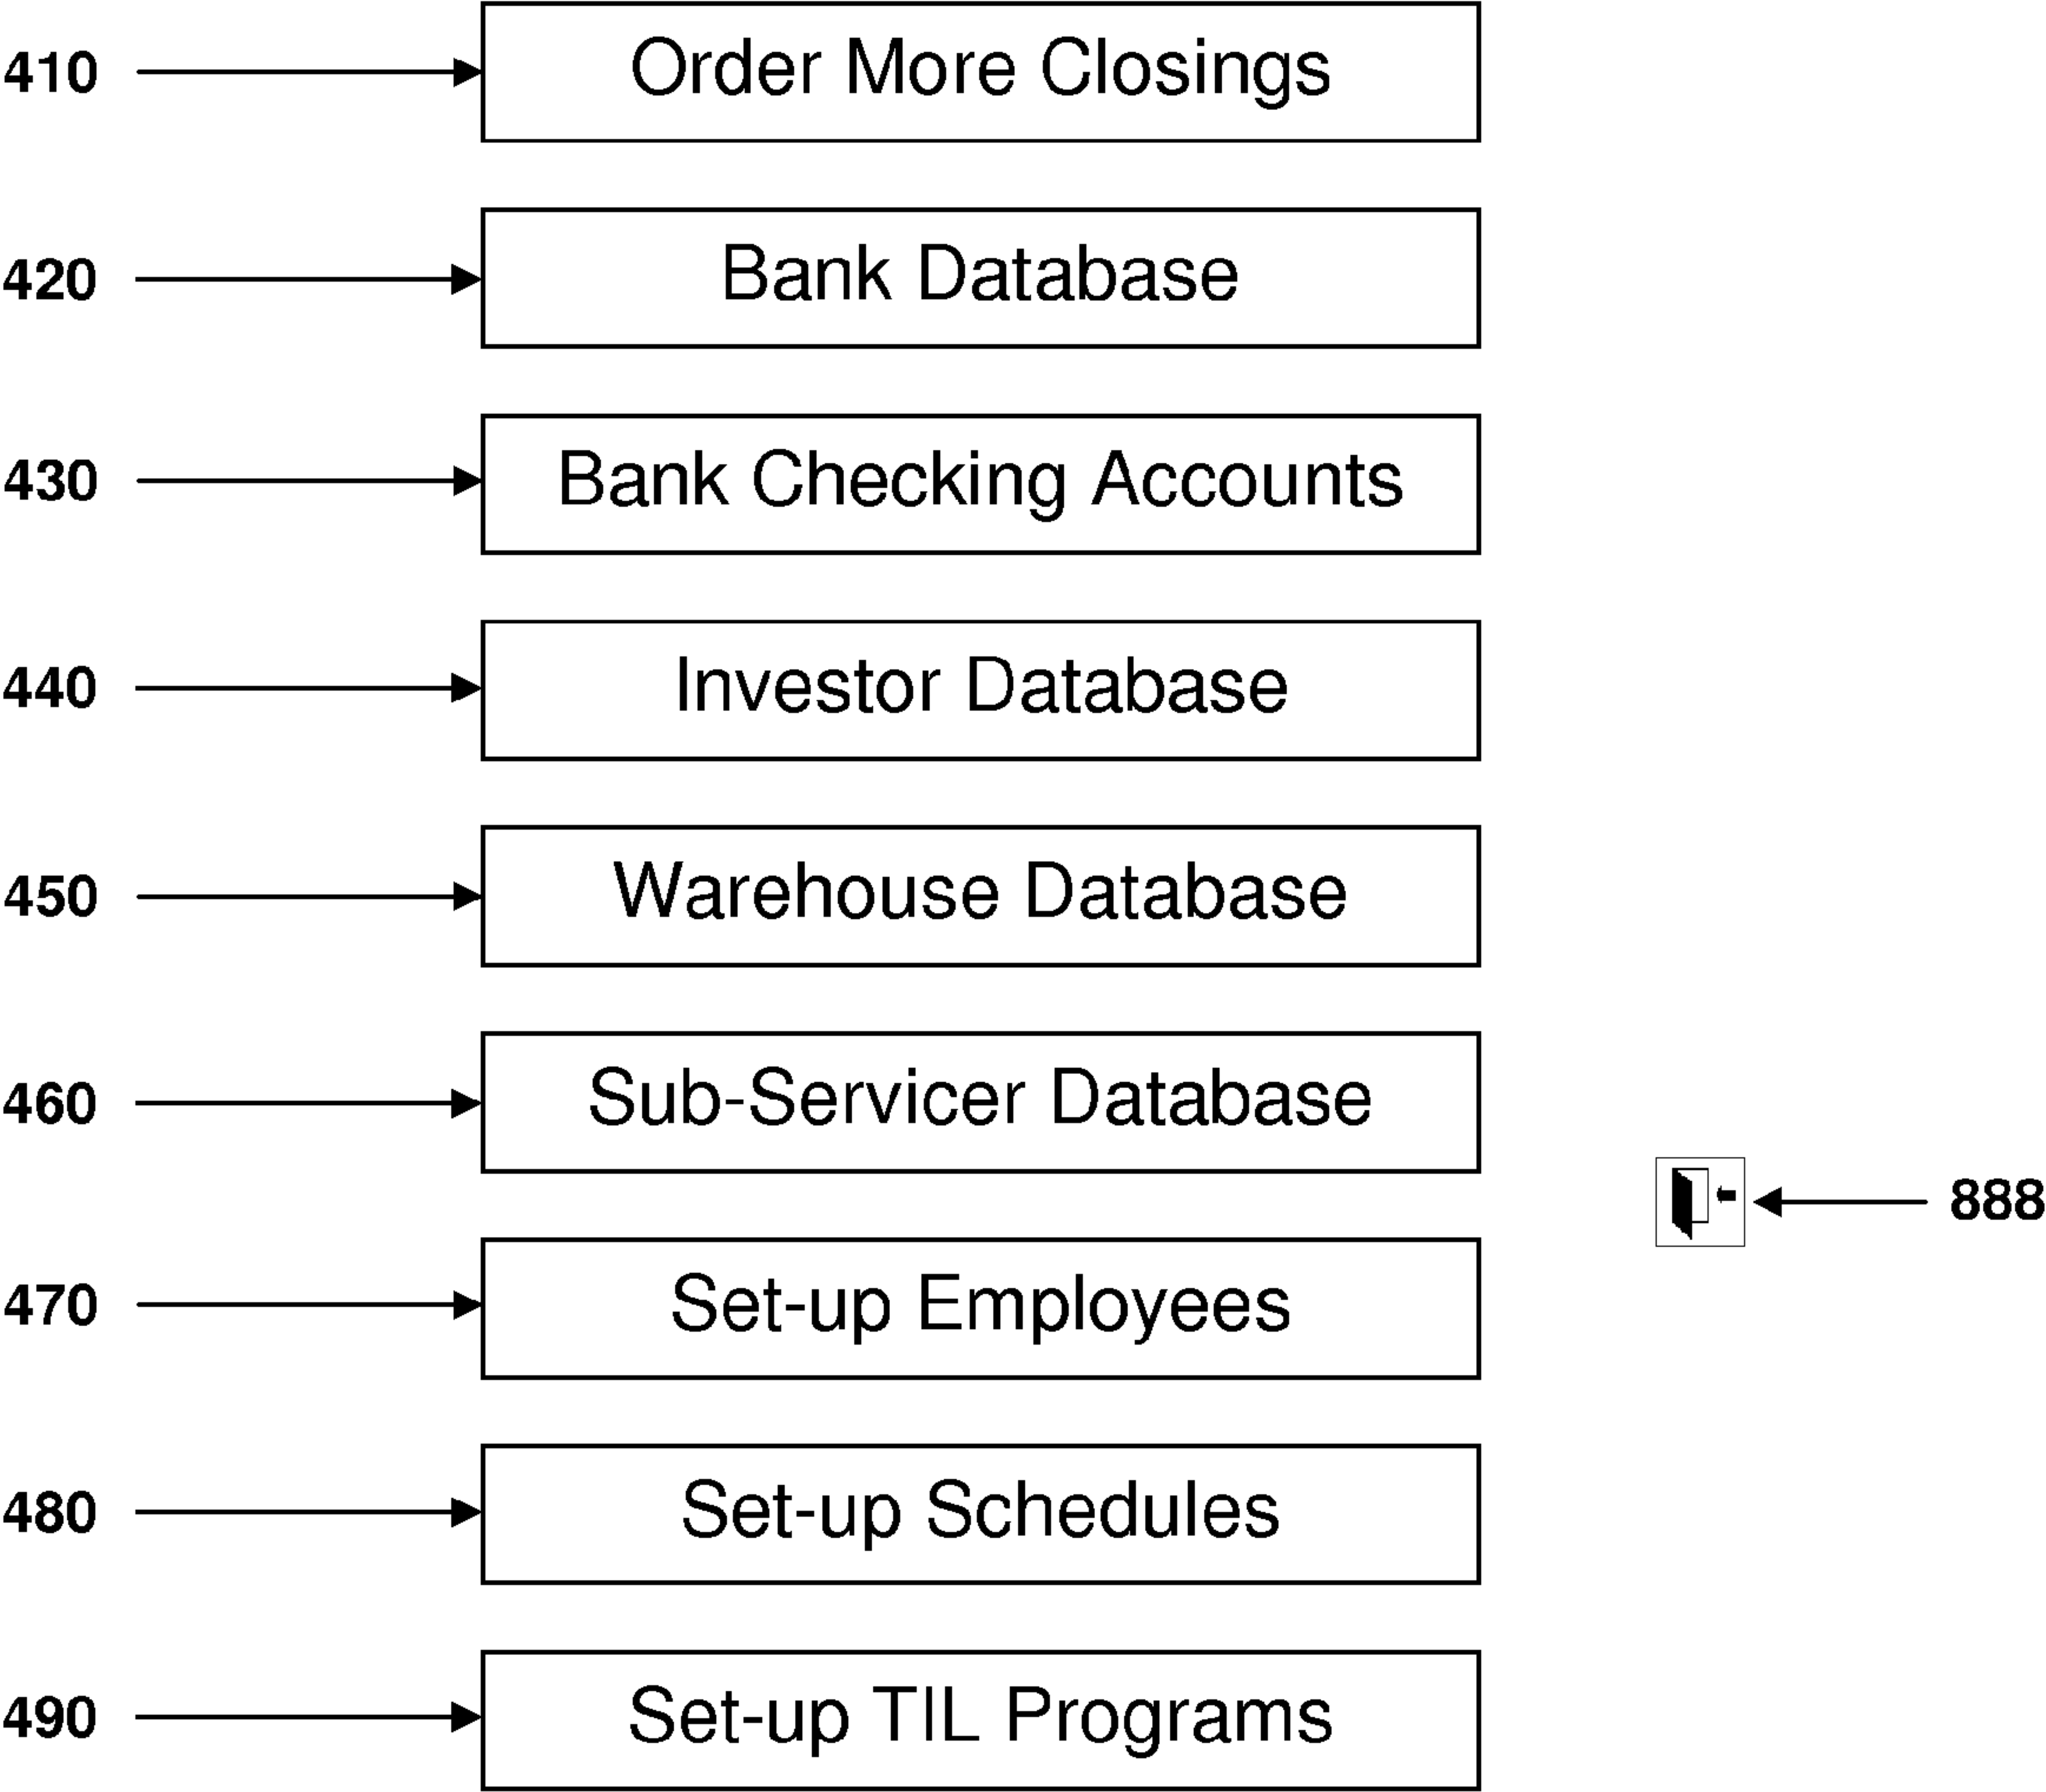 410 Order More Closings
420 Bank Database
430 Bank Checking Accounts
440 Investor Database
450 Warehouse Database
460 Sub-Servicer Database
888
470 Set-up Employees
480 Set-up Schedules
490 Set-up TIL Programs